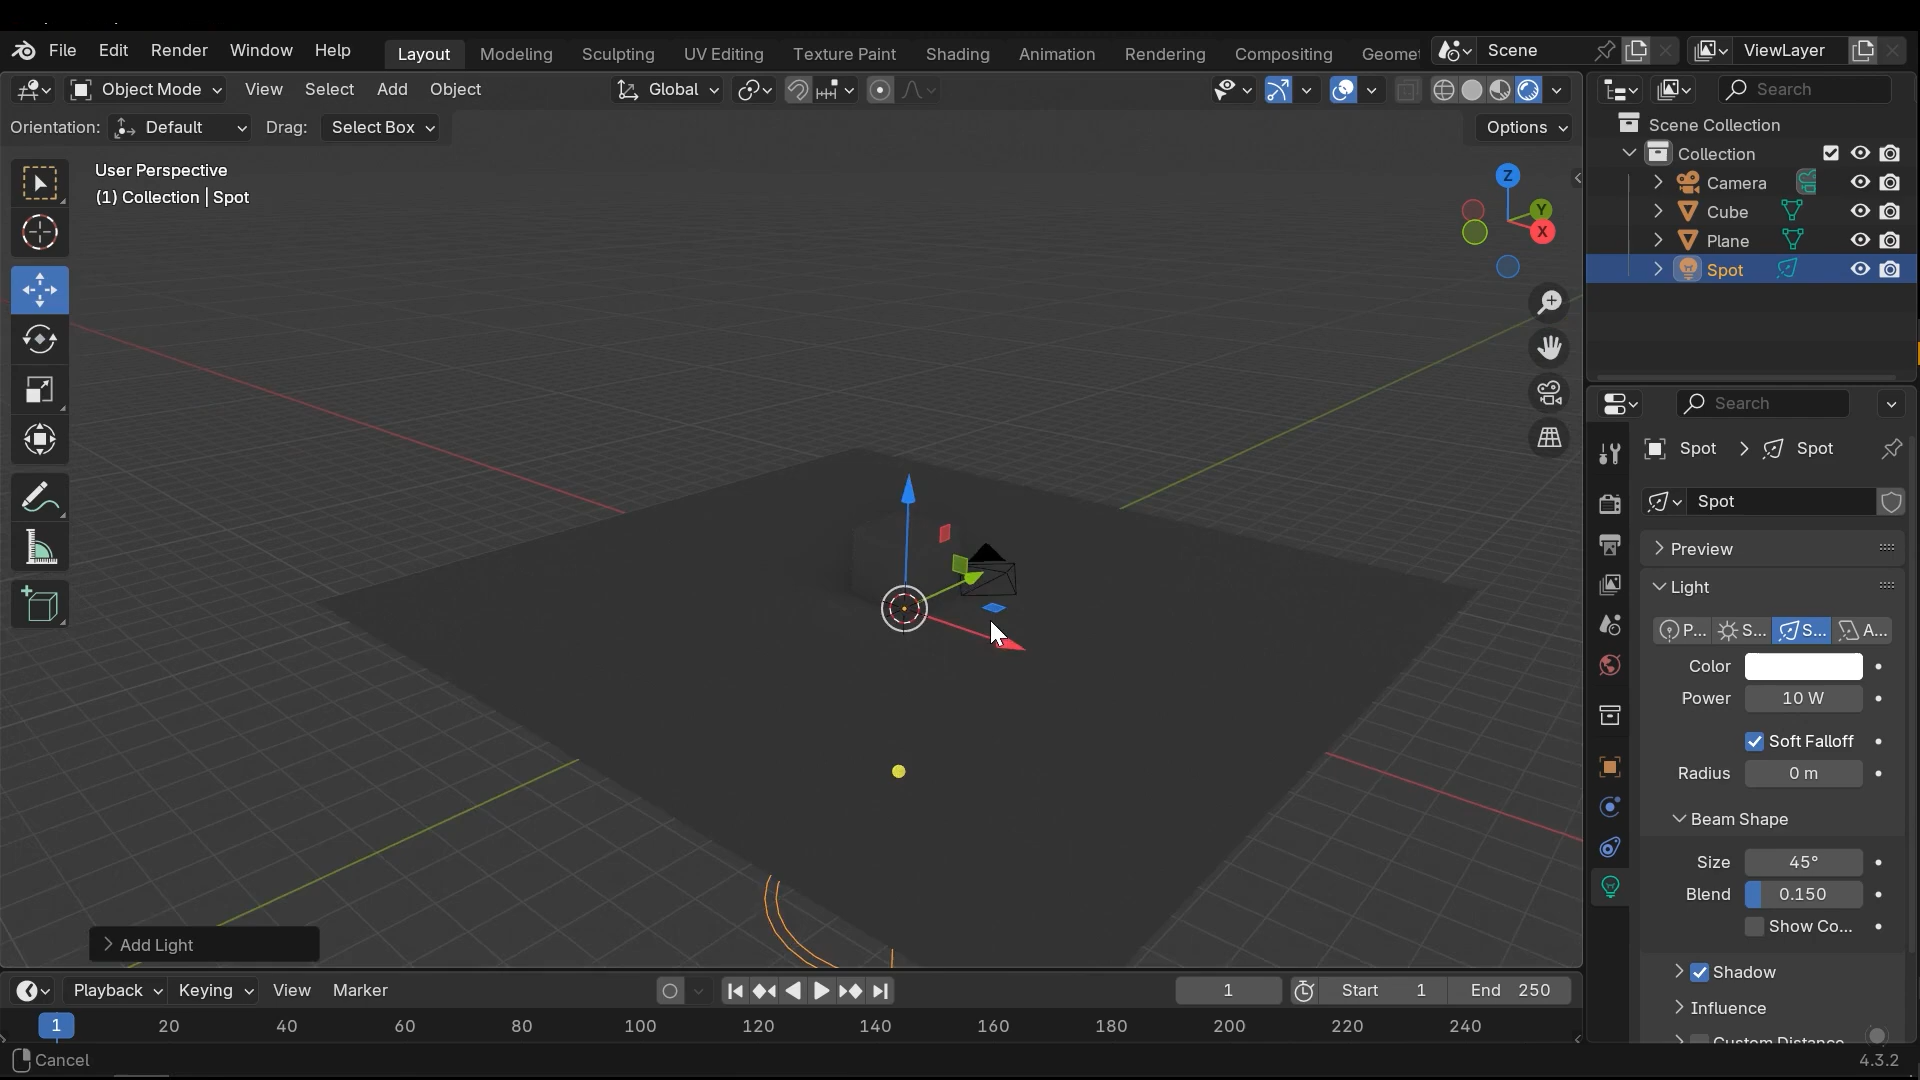 File Edit Render Window Help Layout Modeling Sculpting UV Editing Texture Paint Shading Animation Rendering Compositing Geomet Scene ViewLayer
Object Mode View Select Add Object Global Search
Orientation: Default Drag: Select Box Options
Scene Collection
Collection
Camera
Cube
Plane
Spot
User Perspective
(1) Collection | Spot
Z
Y
X
Search
Spot > Spot
Spot
Preview
Light
P... S... S... A...
Color
Power 10 W
Soft Falloff
Radius 0 m
Beam Shape
Size 45°
Blend 0.150
Show Co...
Shadow
Influence
Add Light
Playback Keying View Marker 1 Start 1 End 250
1 20 40 60 80 100 120 140 160 180 200 220 240
Cancel 4.3.2